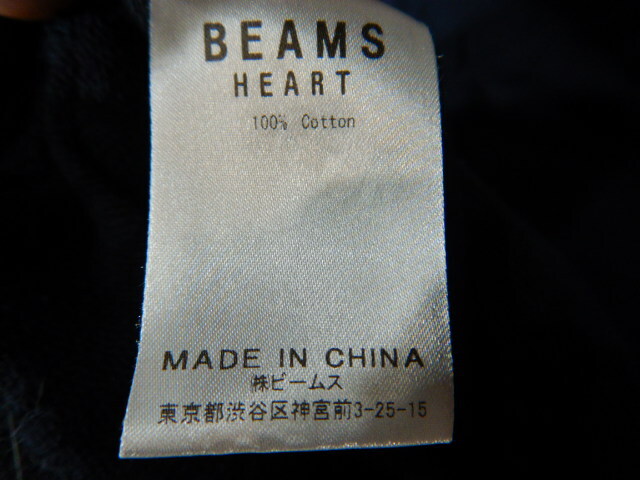 BEAMS
HEART
100% Cotton
MADE IN CHINA
㈱ビームス
東京都渋谷区神宮前3-25-15